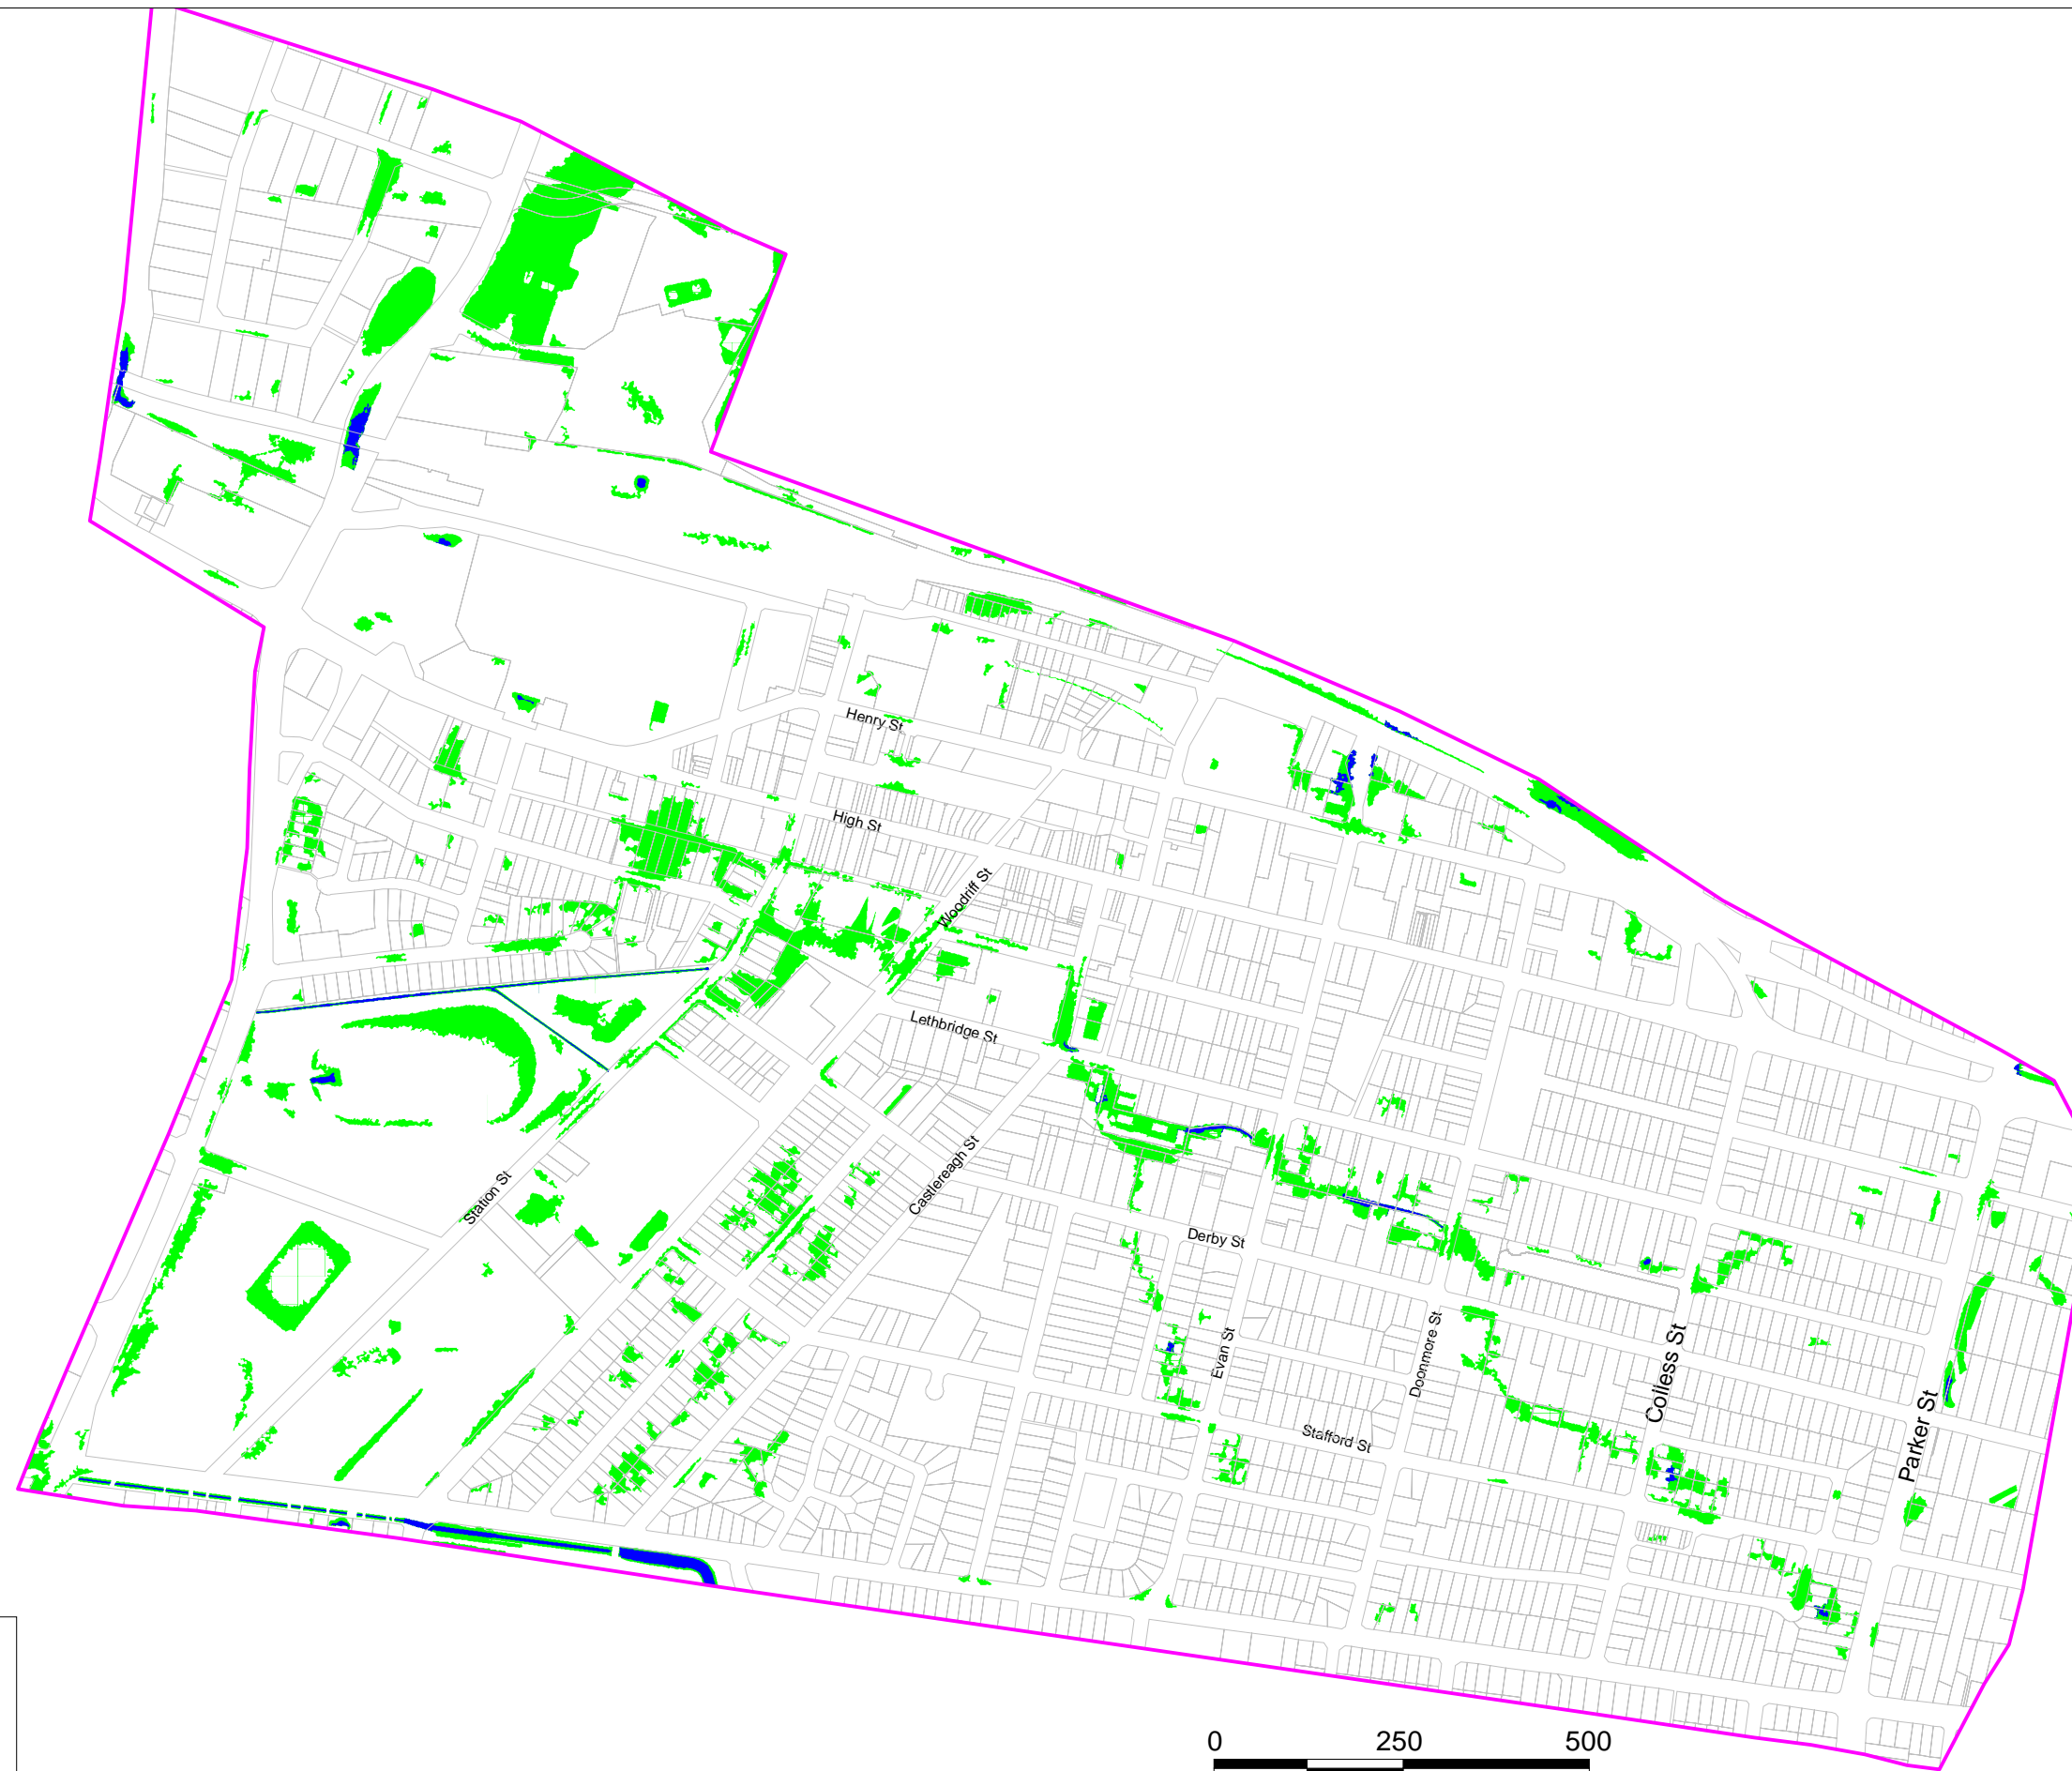 Henry St
High St
Woodriff St
Lethbridge St
Castlereagh St
Station St
Derby St
Evan St
Doonmore St
Colless St
Parker St
Stafford St
0 250 500